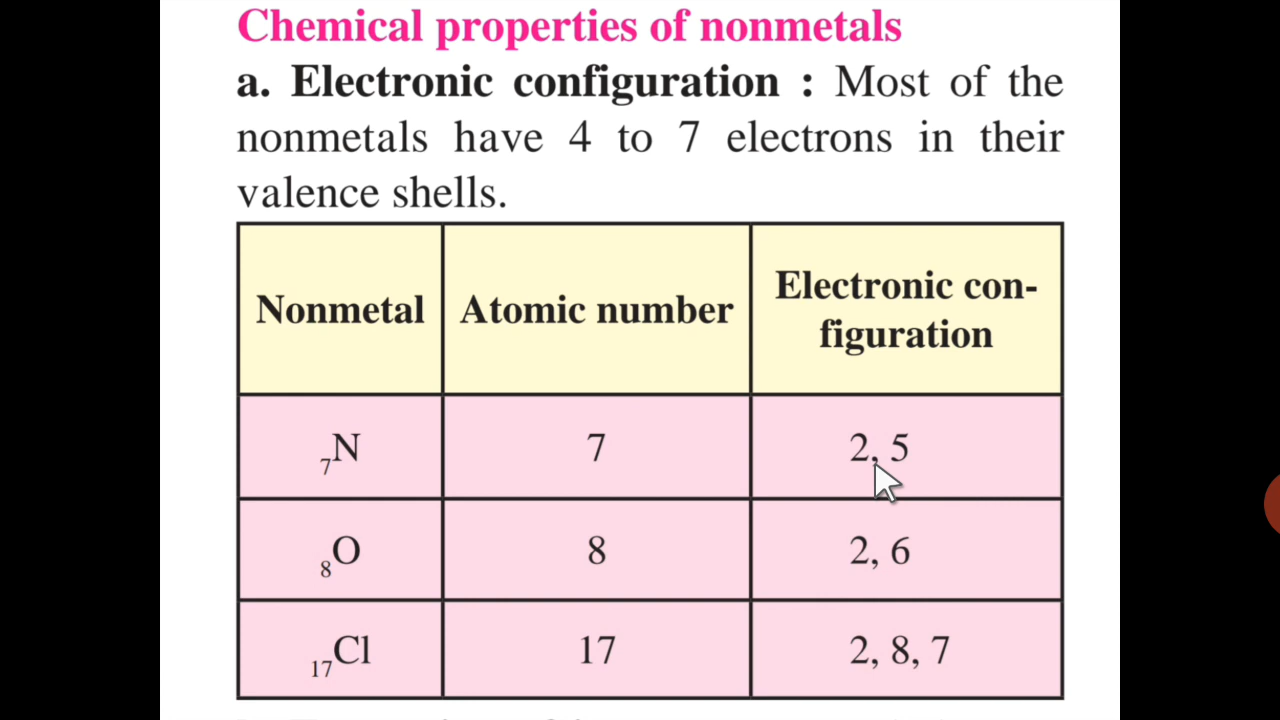 Chemical properties of nonmetals
a. Electronic configuration : Most of the
nonmetals have 4 to 7 electrons in their
valence shells.
Nonmetal
Atomic number
Electronic con-
figuration
₇N
7
2, 5
₈O
8
2, 6
₁₇Cl
17
2, 8, 7